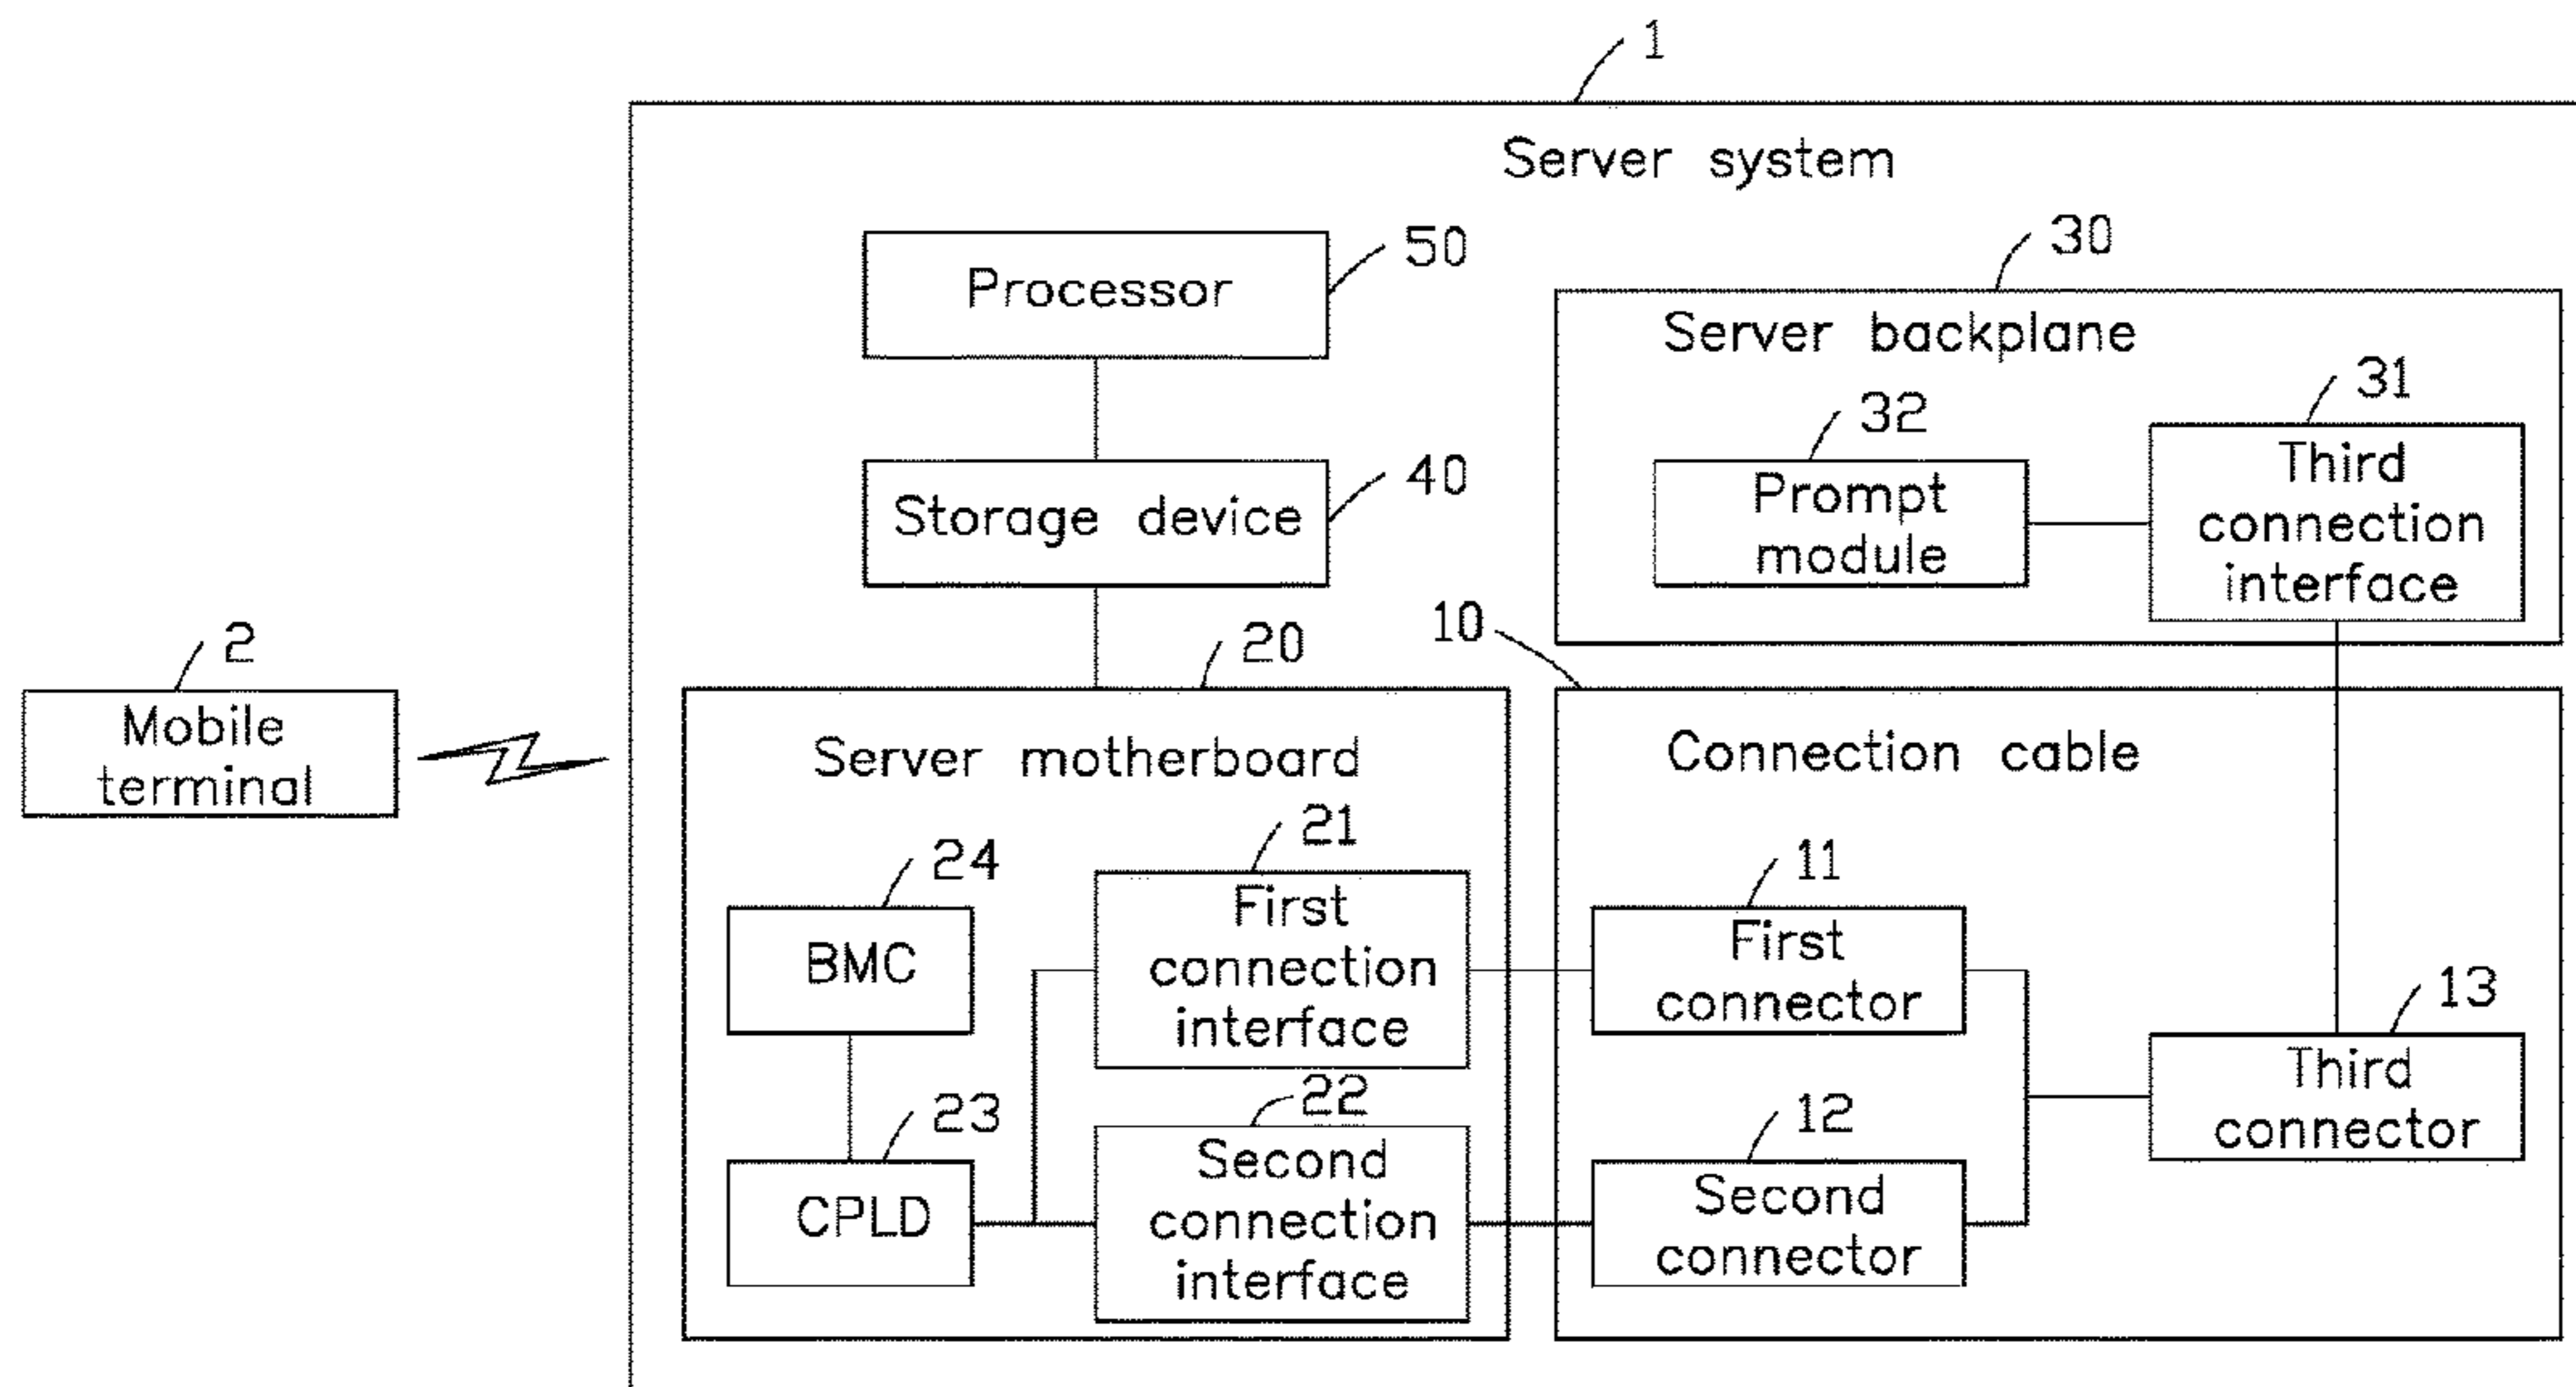 1
Server system
50
Processor
30
Server backplane
31
32
Third
connection
interface
Prompt
module
40
Storage device
10
20
2
Mobile
terminal
Server motherboard
Connection cable
21
24
11
First
connection
interface
BMC
First
connector
13
Third
connector
22
23
12
Second
connection
interface
CPLD
Second
connector